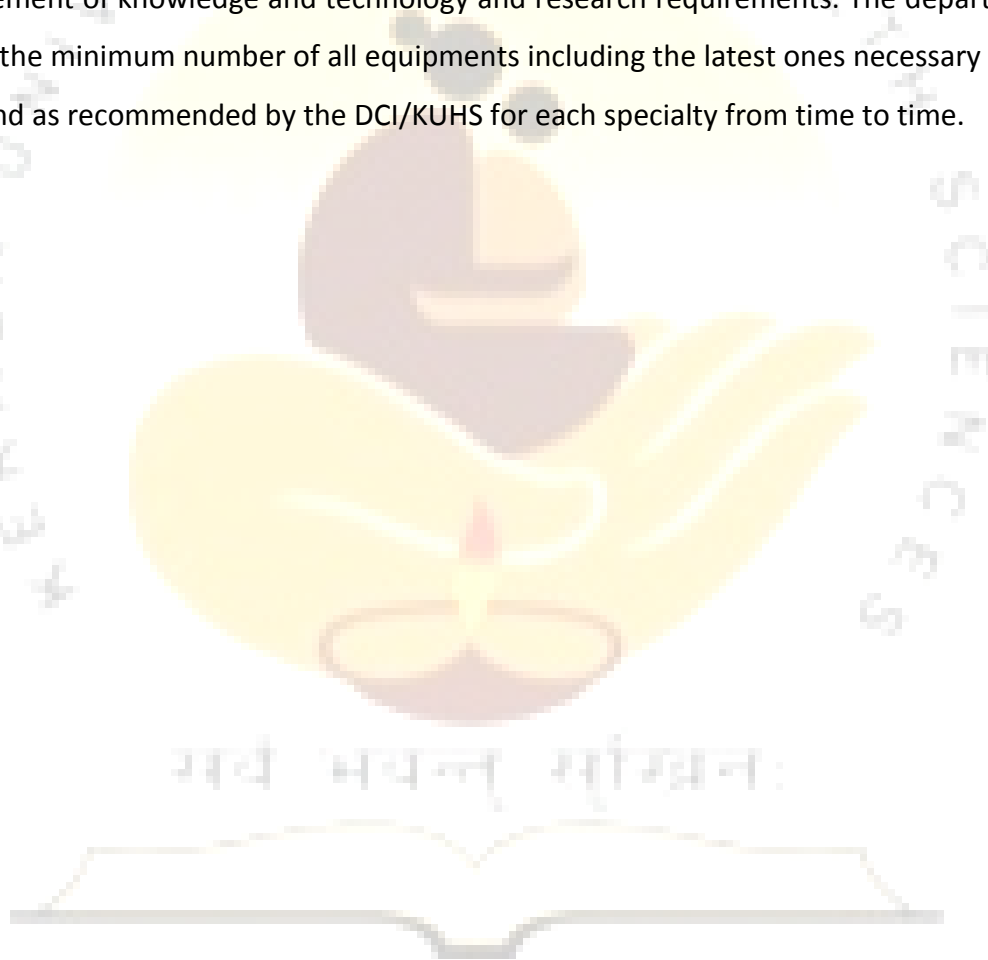 ement of knowledge and technology and research requirements. The depart
the minimum number of all equipments including the latest ones necessary
nd as recommended by the DCI/KUHS for each specialty from time to time.
SCIENCES